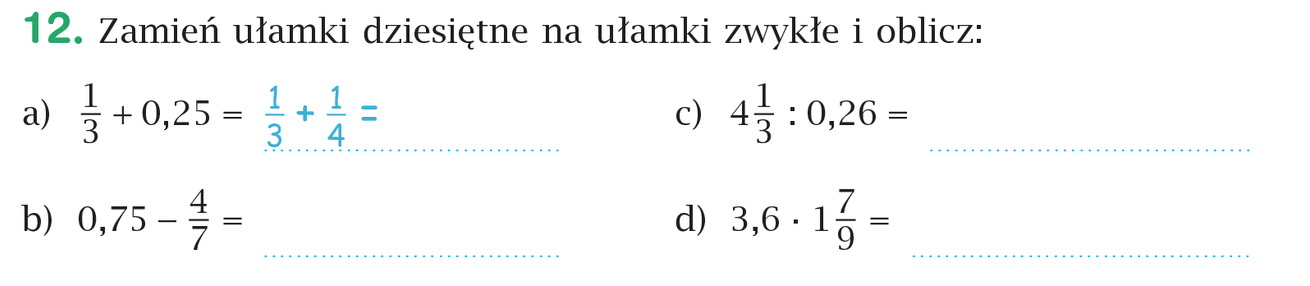 12. Zamień ułamki dziesiętne na ułamki zwykłe i oblicz:
a) 1/3 + 0,25 = 1/3 + 1/4 =
c) 4 1/3 : 0,26 =
b) 0,75 – 4/7 =
d) 3,6 · 1 7/9 =